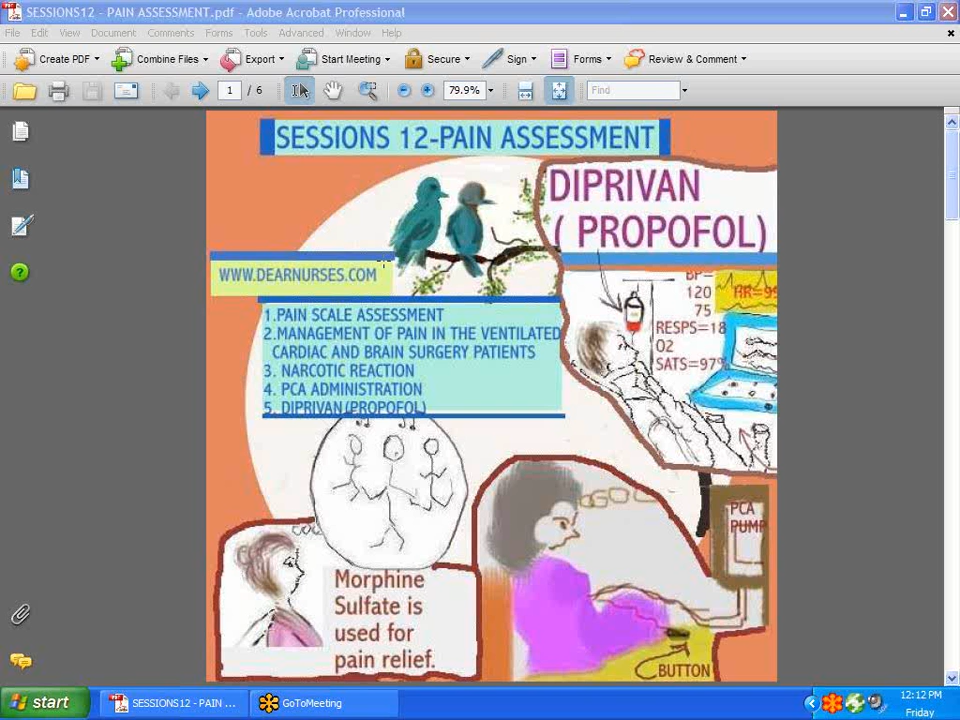 SESSIONS12 - PAIN ASSESSMENT.pdf - Adobe Acrobat Professional
File Edit View Document Comments Forms Tools Advanced Window Help
Create PDF Combine Files Export Start Meeting Secure Sign Forms Review & Comment
1 / 6 79.9% Find
SESSIONS 12-PAIN ASSESSMENT
DIPRIVAN
( PROPOFOL)
WWW.DEARNURSES.COM
1.PAIN SCALE ASSESSMENT
2.MANAGEMENT OF PAIN IN THE VENTILATED
CARDIAC AND BRAIN SURGERY PATIENTS
3. NARCOTIC REACTION
4. PCA ADMINISTRATION
5. DIPRIVAN(PROPOFOL)
BP=
120
75
HR=99
RESPS=18
O2
SATS=97%
PCA
PUMP
Morphine
Sulfate is
used for
pain relief.
BUTTON
start SESSIONS12 - PAIN ... GoToMeeting 12:12 PM
Friday